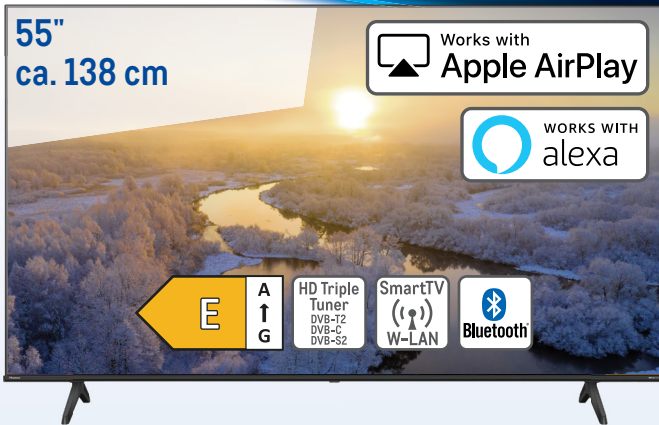 55"
ca. 138 cm
Works with
Apple AirPlay
WORKS WITH
alexa
E
A
↑
G
HD Triple
Tuner
DVB-T2
DVB-C
DVB-S2
SmartTV
W-LAN
Bluetooth